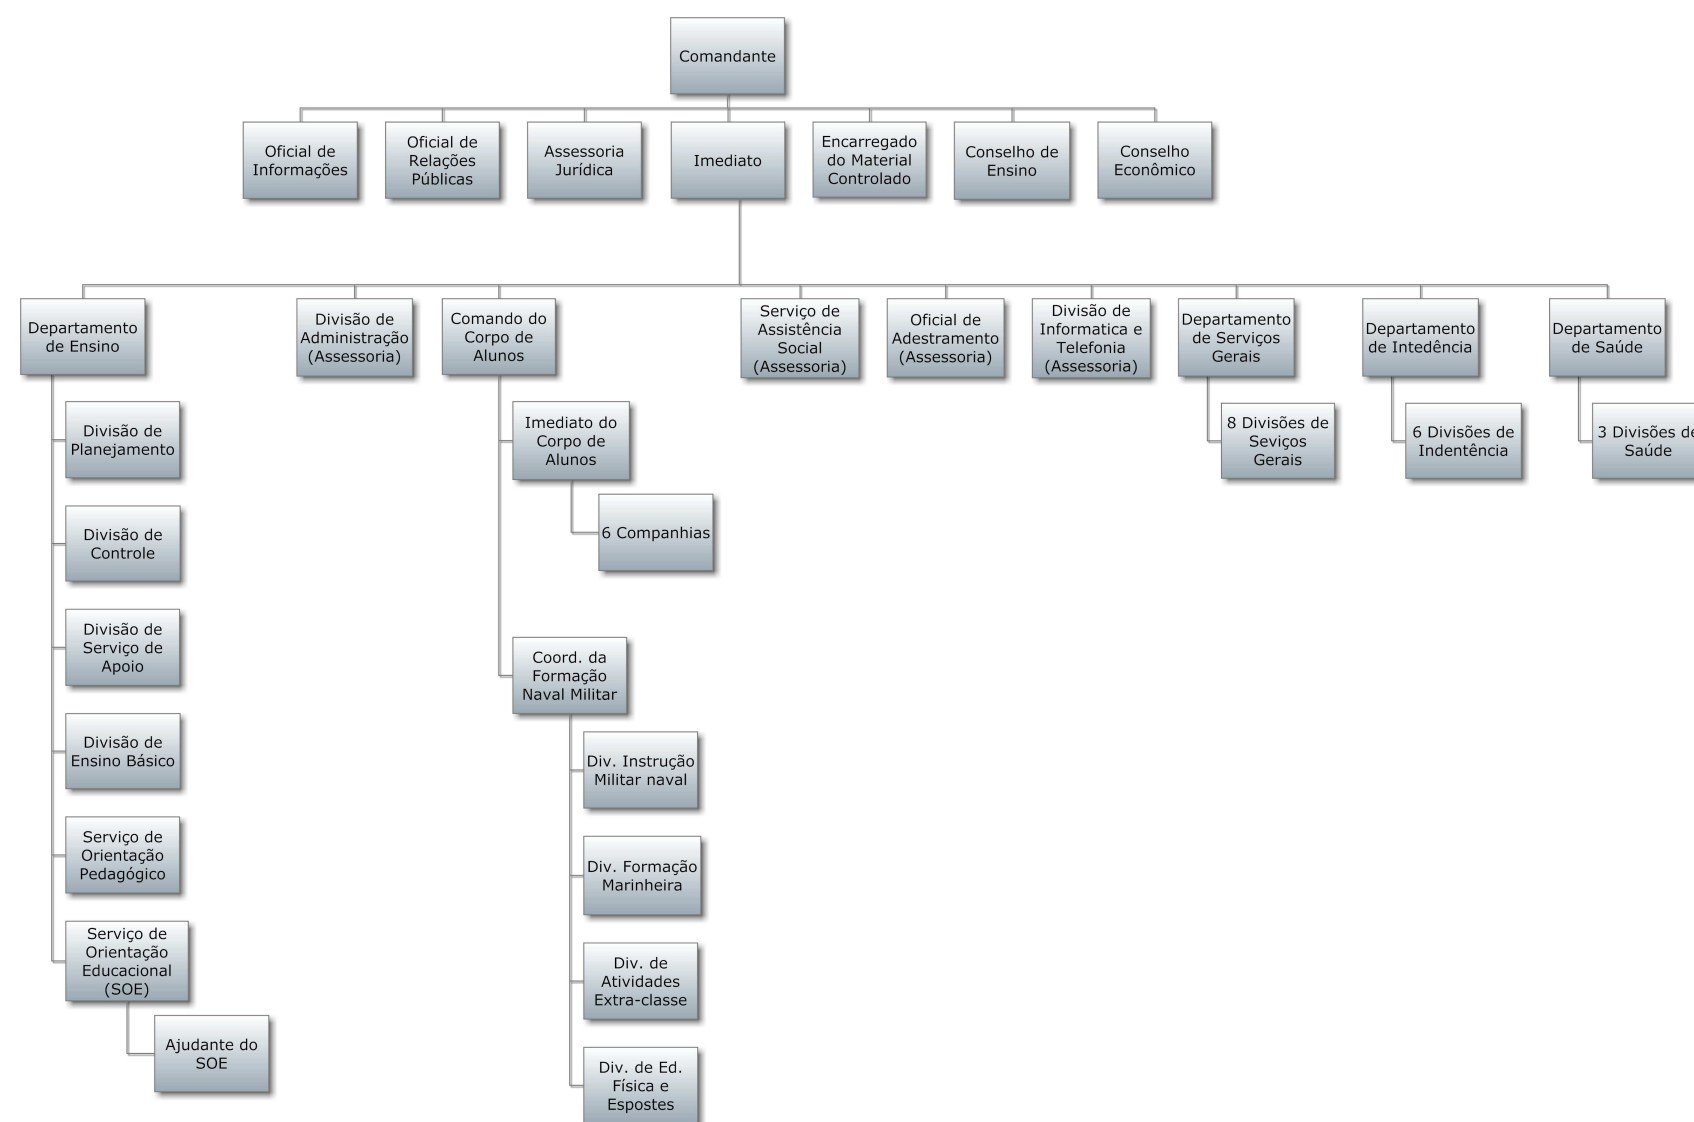 Comandante
Oficial de
Informações
Oficial de
Relações
Públicas
Assessoria
Jurídica
Imediato
Encarregado
do Material
Controlado
Conselho de
Ensino
Conselho
Econômico
Departamento
de Ensino
Divisão de
Administração
(Assessoria)
Comando do
Corpo de
Alunos
Serviço de
Assistência
Social
(Assessoria)
Oficial de
Adestramento
(Assessoria)
Divisão de
Informatica e
Telefonia
(Assessoria)
Departamento
de Serviços
Gerais
Departamento
de Intedência
Departamento
de Saúde
Divisão de
Planejamento
Divisão de
Controle
Divisão de
Serviço de
Apoio
Divisão de
Ensino Básico
Serviço de
Orientação
Pedagógico
Serviço de
Orientação
Educacional
(SOE)
Ajudante do
SOE
Imediato do
Corpo de
Alunos
6 Companhias
Coord. da
Formação
Naval Militar
Div. Instrução
Militar naval
Div. Formação
Marinheira
Div. de
Atividades
Extra-classe
Div. de Ed.
Física e
Espostes
8 Divisões de
Seviços
Gerais
6 Divisões de
Indentência
3 Divisões de
Saúde